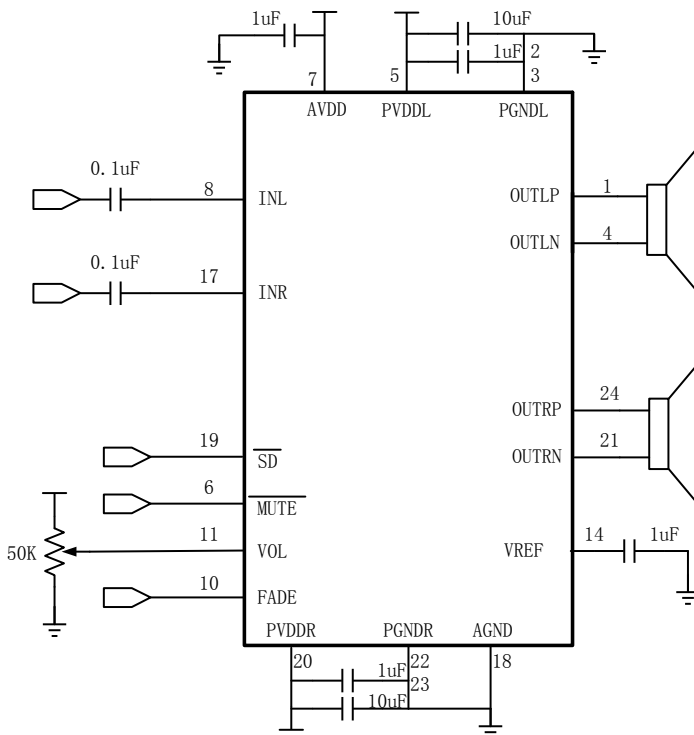 1uF
10uF
1uF 2
7
5
3
AVDD
PVDDL
PGNDL
0.1uF
8
INL
OUTLP
1
OUTLN
4
0.1uF
17
INR
OUTRP
24
19
SD
OUTRN
21
6
MUTE
50K
11
VOL
VREF
14
1uF
10
FADE
PVDDR
PGNDR
AGND
20
22
18
1uF
23
10uF